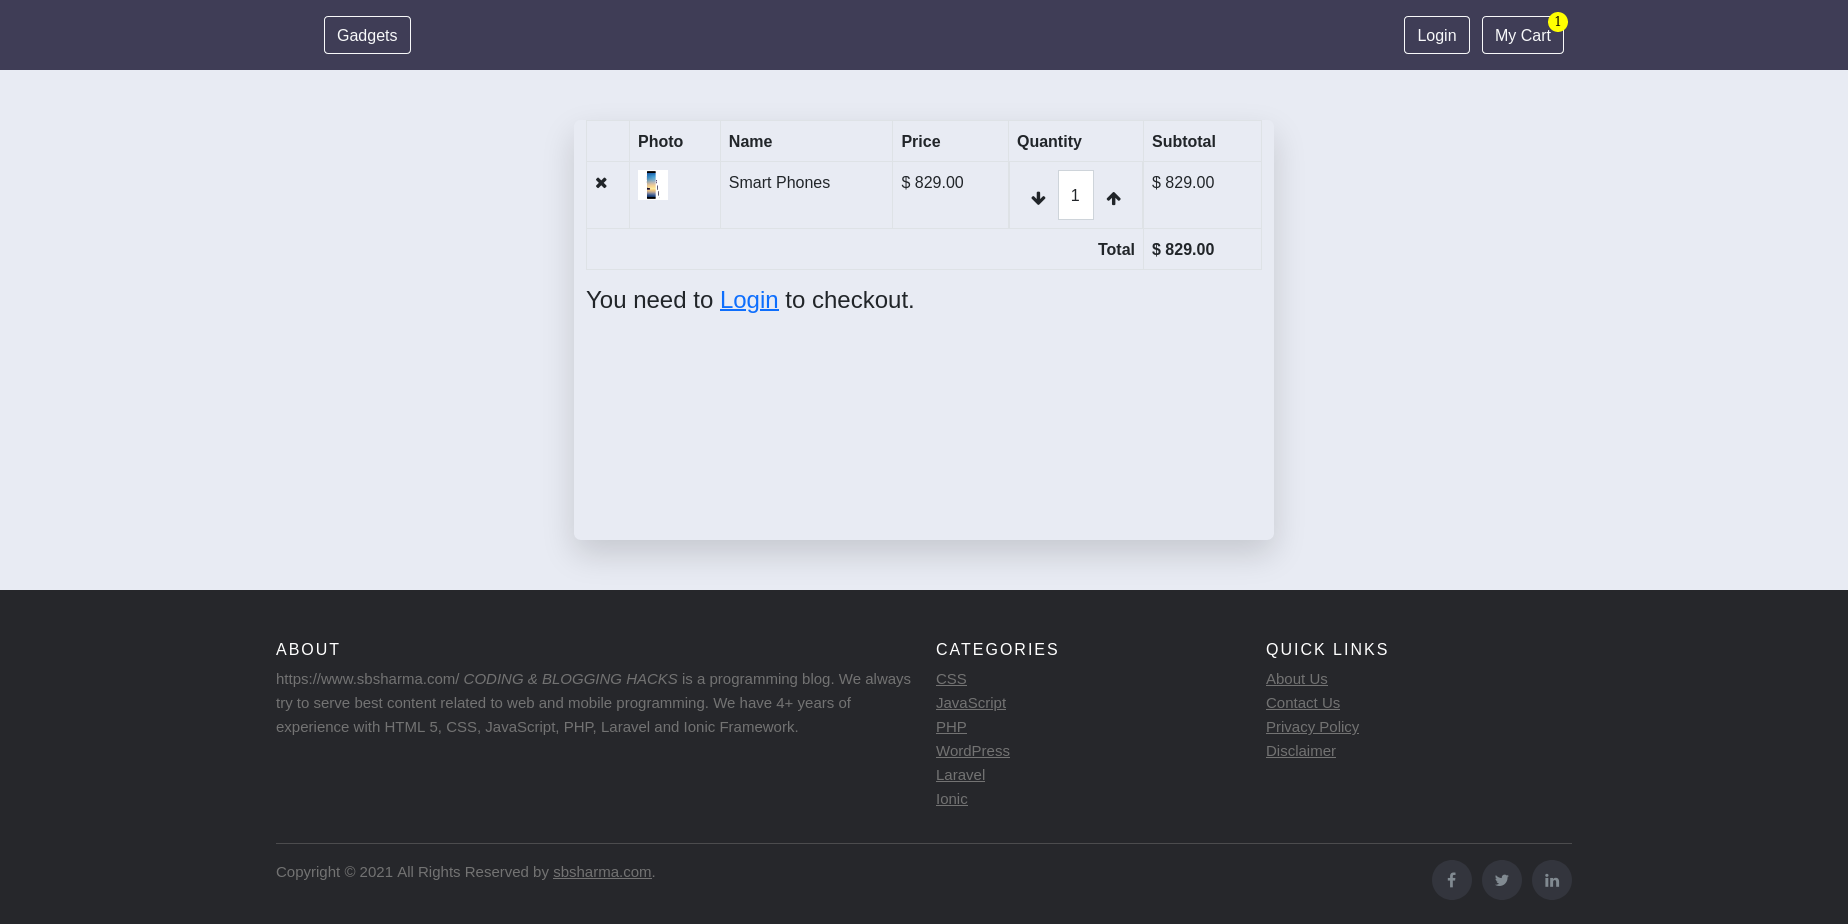 Gadgets
Login
My Cart
1
Photo Name Price Quantity Subtotal
Smart Phones $ 829.00 1 $ 829.00
Total $ 829.00
You need to Login to checkout.
ABOUT
https://www.sbsharma.com/ CODING & BLOGGING HACKS is a programming blog. We always
try to serve best content related to web and mobile programming. We have 4+ years of
experience with HTML 5, CSS, JavaScript, PHP, Laravel and Ionic Framework.
CATEGORIES
CSS
JavaScript
PHP
WordPress
Laravel
Ionic
QUICK LINKS
About Us
Contact Us
Privacy Policy
Disclaimer
Copyright © 2021 All Rights Reserved by sbsharma.com.